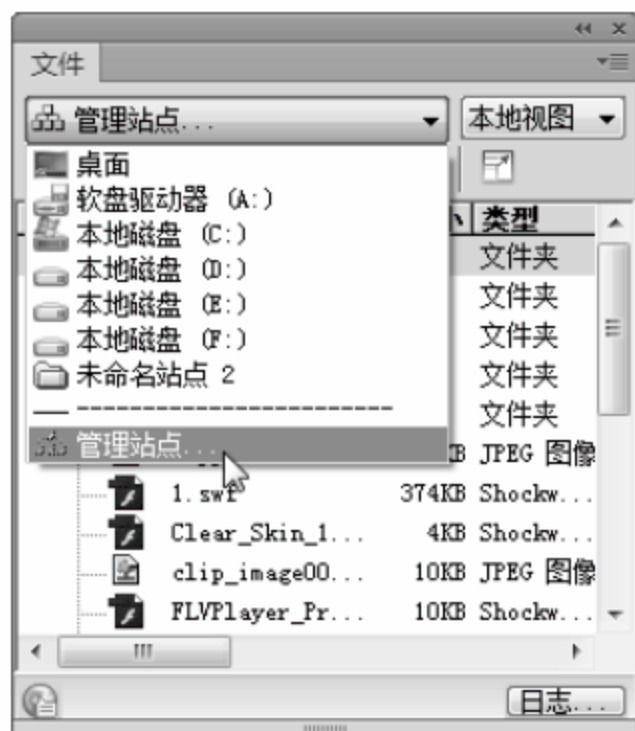 文件
管理站点... 本地视图
桌面
软盘驱动器 (A:)
本地磁盘 (C:) 类型
本地磁盘 (D:) 文件夹
本地磁盘 (E:) 文件夹
本地磁盘 (F:) 文件夹
未命名站点 2 文件夹
文件夹
管理站点... KB JPEG 图像
1.swf 374KB Shockw...
Clear_Skin_1... 4KB Shockw...
clip_image00... 10KB JPEG 图像
FLVPlayer_Pr... 10KB Shockw...
日志...